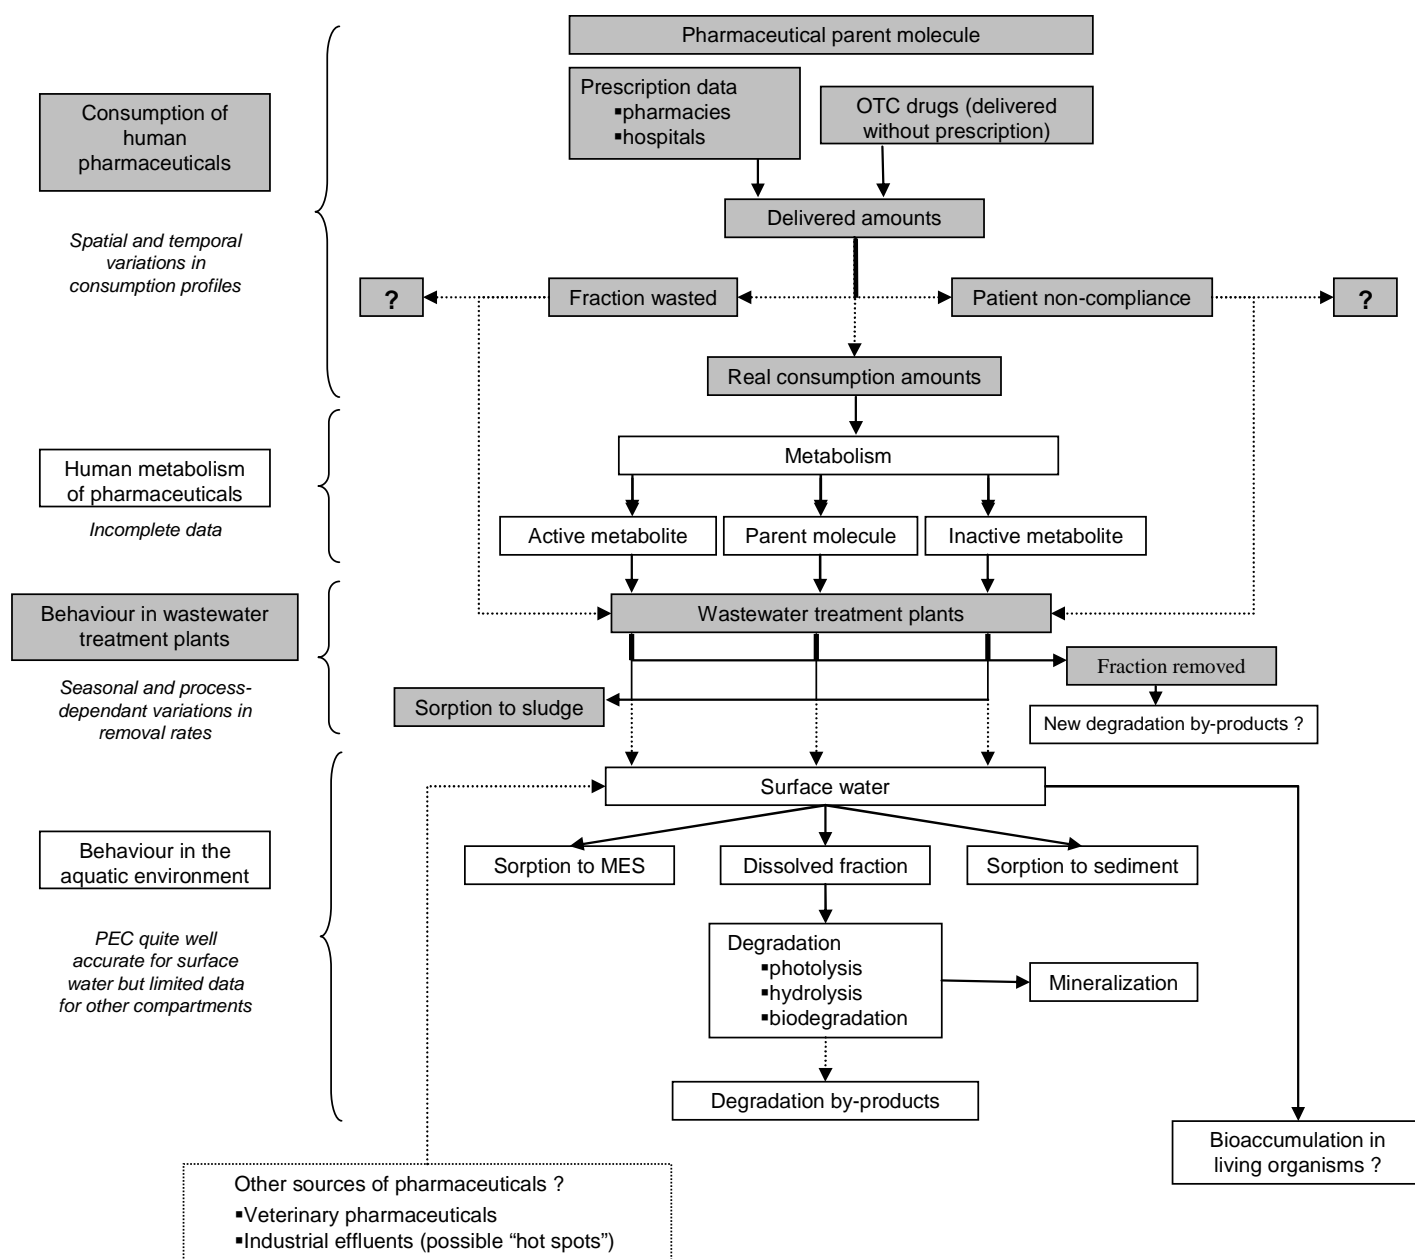 Pharmaceutical parent molecule
Consumption of
human
pharmaceuticals
Prescription data
▪pharmacies
▪hospitals
OTC drugs (delivered
without prescription)
Delivered amounts
Spatial and temporal
variations in
consumption profiles
?
Fraction wasted
Patient non-compliance
?
Real consumption amounts
Human metabolism
of pharmaceuticals
Incomplete data
Metabolism
Active metabolite
Parent molecule
Inactive metabolite
Behaviour in wastewater
treatment plants
Seasonal and process-
dependant variations in
removal rates
Wastewater treatment plants
Fraction removed
Sorption to sludge
New degradation by-products ?
Surface water
Behaviour in the
aquatic environment
PEC quite well
accurate for surface
water but limited data
for other compartments
Sorption to MES
Dissolved fraction
Sorption to sediment
Degradation
▪photolysis
▪hydrolysis
▪biodegradation
Mineralization
Degradation by-products
Bioaccumulation in
living organisms ?
Other sources of pharmaceuticals ?
▪Veterinary pharmaceuticals
▪Industrial effluents (possible “hot spots”)